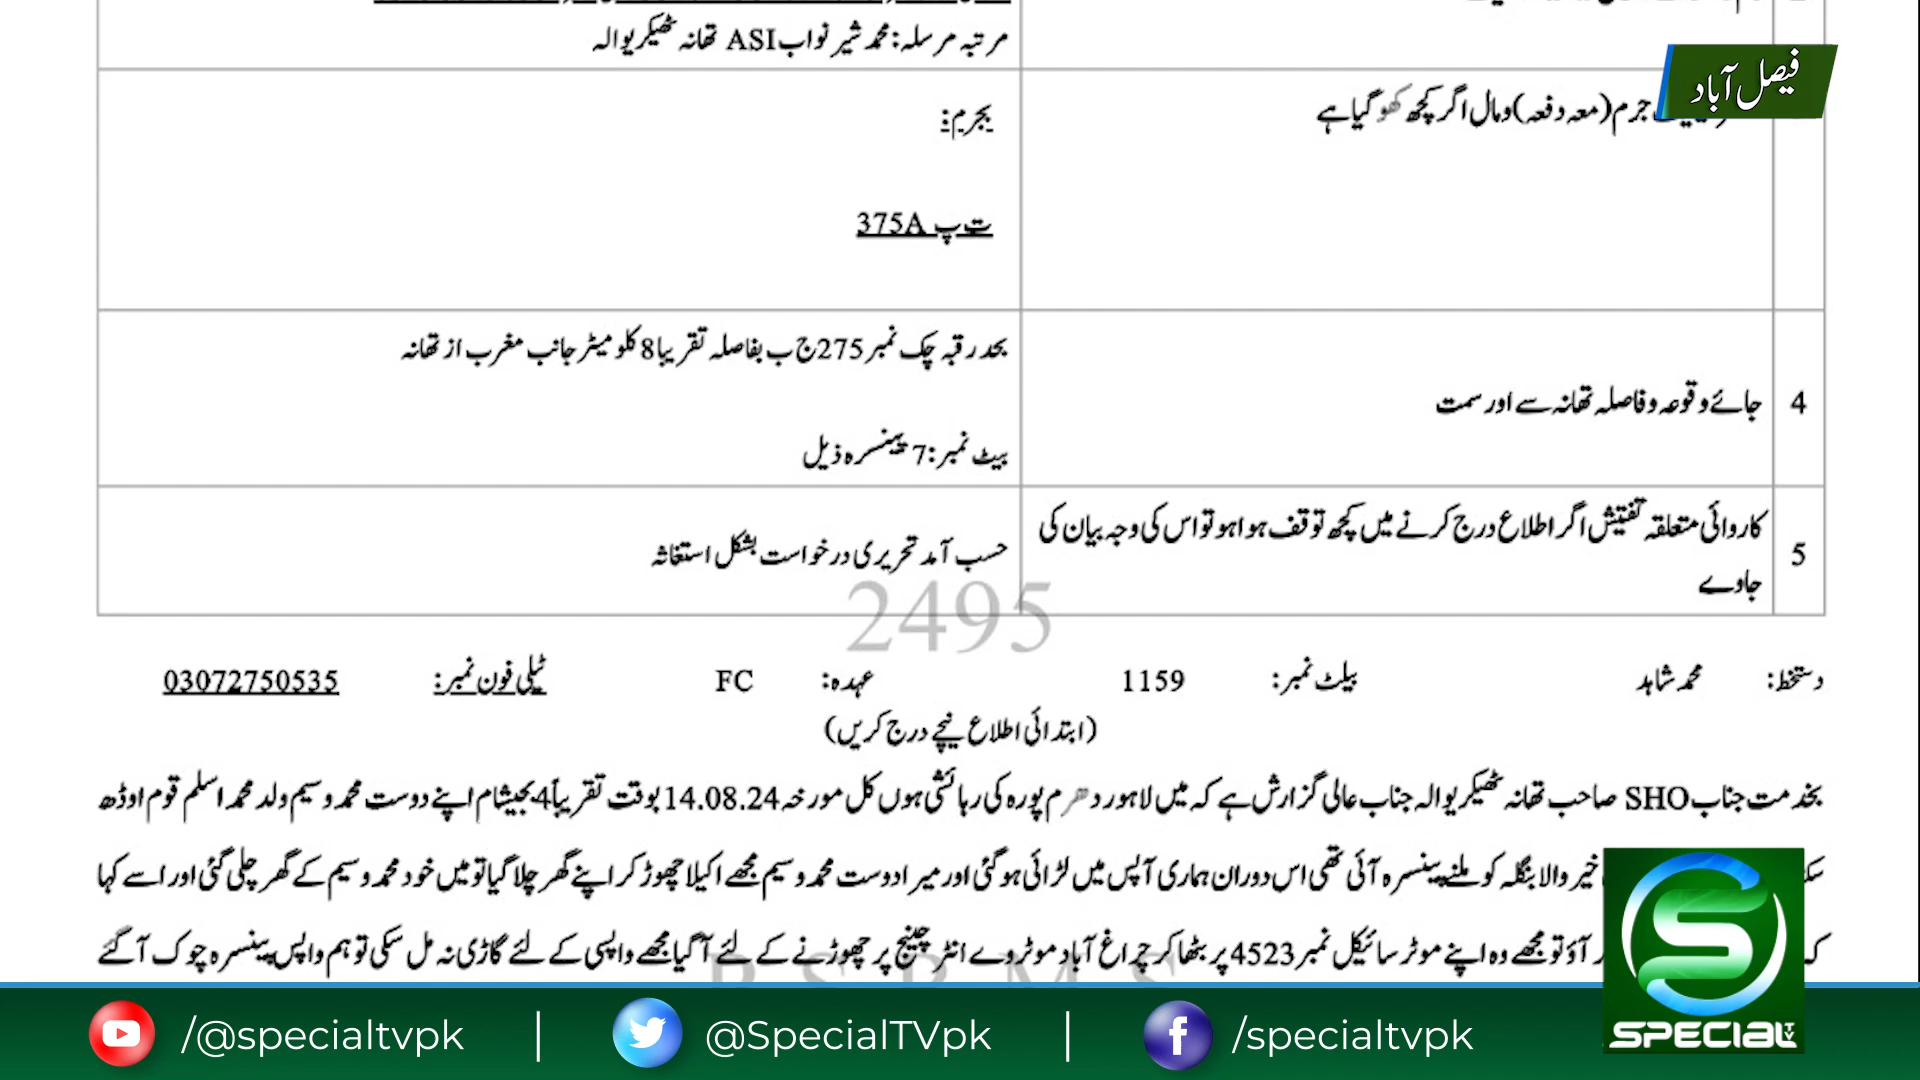 مرتبہ مرسلہ: محمد شیر نواب ASI تھانہ ٹھیکریوالہ
فیصل آباد
جرم (معہ دفعہ) و مال اگر کچھ کھو گیا ہے
بجرم:
ت پ 375A
4
جائے وقوعہ و فاصلہ تھانہ سے اور سمت
بحد رقبہ چک نمبر 275 ج ب بفاصلہ تقریبا 8 کلو میٹر جانب مغرب از تھانہ
بیٹ نمبر: 7 پینسرہ ذیل
5
کاروائی متعلقہ تفتیش اگر اطلاع درج کرنے میں کچھ توقف ہوا ہو تو اس کی وجہ بیان کی
جاوے
حسب آمد تحریری درخواست بشکل استغاثہ
2495
دستخط: محمد شاہد بیلٹ نمبر: 1159 عہدہ: FC ٹیلی فون نمبر: 03072750535
(ابتدائی اطلاع نیچے درج کریں)
بخدمت جناب SHO صاحب تھانہ ٹھیکریوالہ جناب عالی گزارش ہے کہ میں لاہور دھرم پورہ کی رہائشی ہوں کل مورخہ 14.08.24 بوقت تقریباً 4 بجے شام اپنے دوست محمد وسیم ولد محمد اسلم قوم اوڈھ
خیر والا بنگلہ کو ملنے پینسرہ آئی تھی اس دوران ہماری آپس میں لڑائی ہو گئی اور میرا دوست محمد وسیم مجھے اکیلا چھوڑ کر اپنے گھر چلا گیا تو میں خود محمد وسیم کے گھر چلی گئی اور اسے کہا
آؤ تو مجھے وہ اپنے موٹر سائیکل نمبر 4523 پر بٹھا کر چراغ آباد موٹروے انٹر چینج پر چھوڑنے کے لئے آ گیا مجھے واپسی کے لئے گاڑی نہ مل سکی تو ہم واپس پینسرہ چوک آ گئے
SPECIAL TV
/@specialtvpk | @SpecialTVpk | /specialtvpk